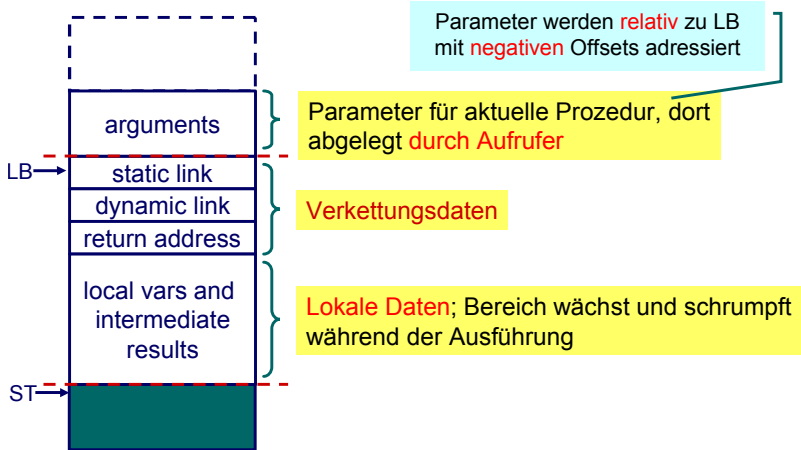 Parameter werden relativ zu LB
mit negativen Offsets adressiert
arguments
Parameter für aktuelle Prozedur, dort
abgelegt durch Aufrufer
LB
static link
dynamic link
return address
Verkettungsdaten
local vars and
intermediate
results
Lokale Daten; Bereich wächst und schrumpft
während der Ausführung
ST